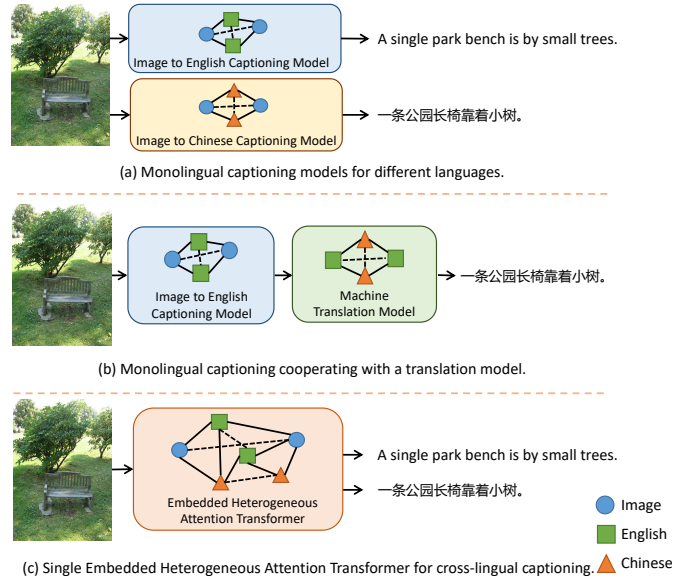 Image to English Captioning Model
A single park bench is by small trees.
Image to Chinese Captioning Model
一条公园长椅靠着小树。
(a) Monolingual captioning models for different languages.
Image to English
Captioning Model
Machine
Translation Model
一条公园长椅靠着小树。
(b) Monolingual captioning cooperating with a translation model.
Embedded Heterogeneous
Attention Transformer
A single park bench is by small trees.
一条公园长椅靠着小树。
Image
English
Chinese
(c) Single Embedded Heterogeneous Attention Transformer for cross-lingual captioning.